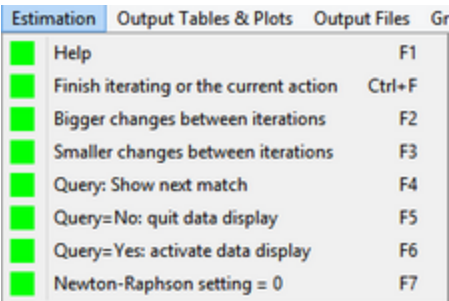 Estimation Output Tables & Plots Output Files Gr
Help F1
Finish iterating or the current action Ctrl+F
Bigger changes between iterations F2
Smaller changes between iterations F3
Query: Show next match F4
Query=No: quit data display F5
Query=Yes: activate data display F6
Newton-Raphson setting = 0 F7